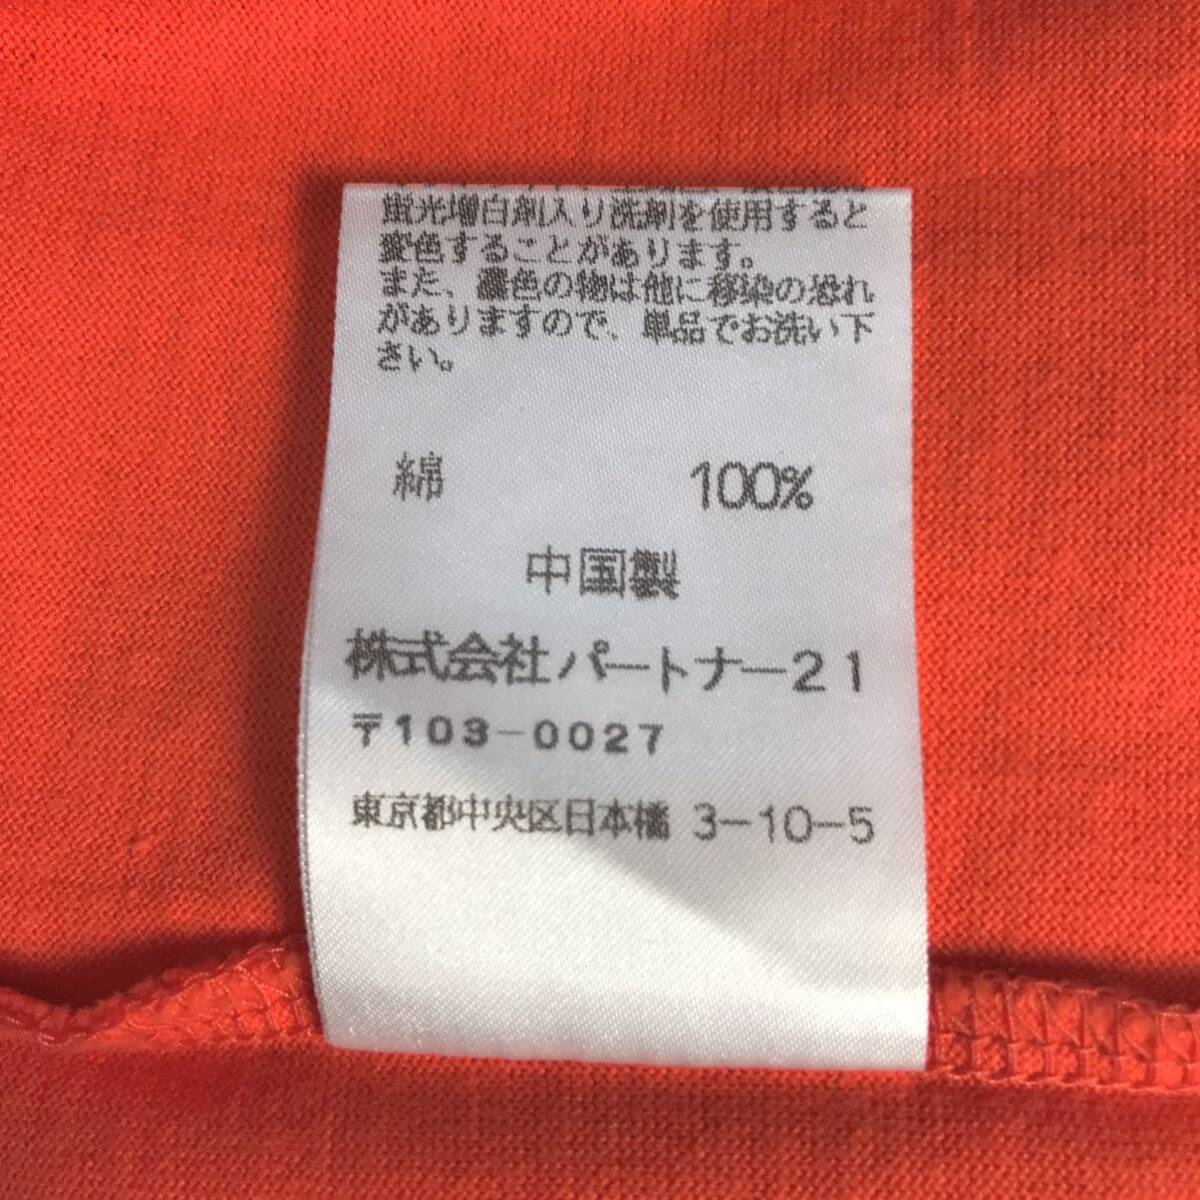 蛍光増白剤入り洗剤を使用すると
変色することがあります。
また、濃色の物は他に移染の恐れ
がありますので、単品でお洗い下
さい。
綿 100%
中国製
株式会社パートナー21
〒103-0027
東京都中央区日本橋 3-10-5